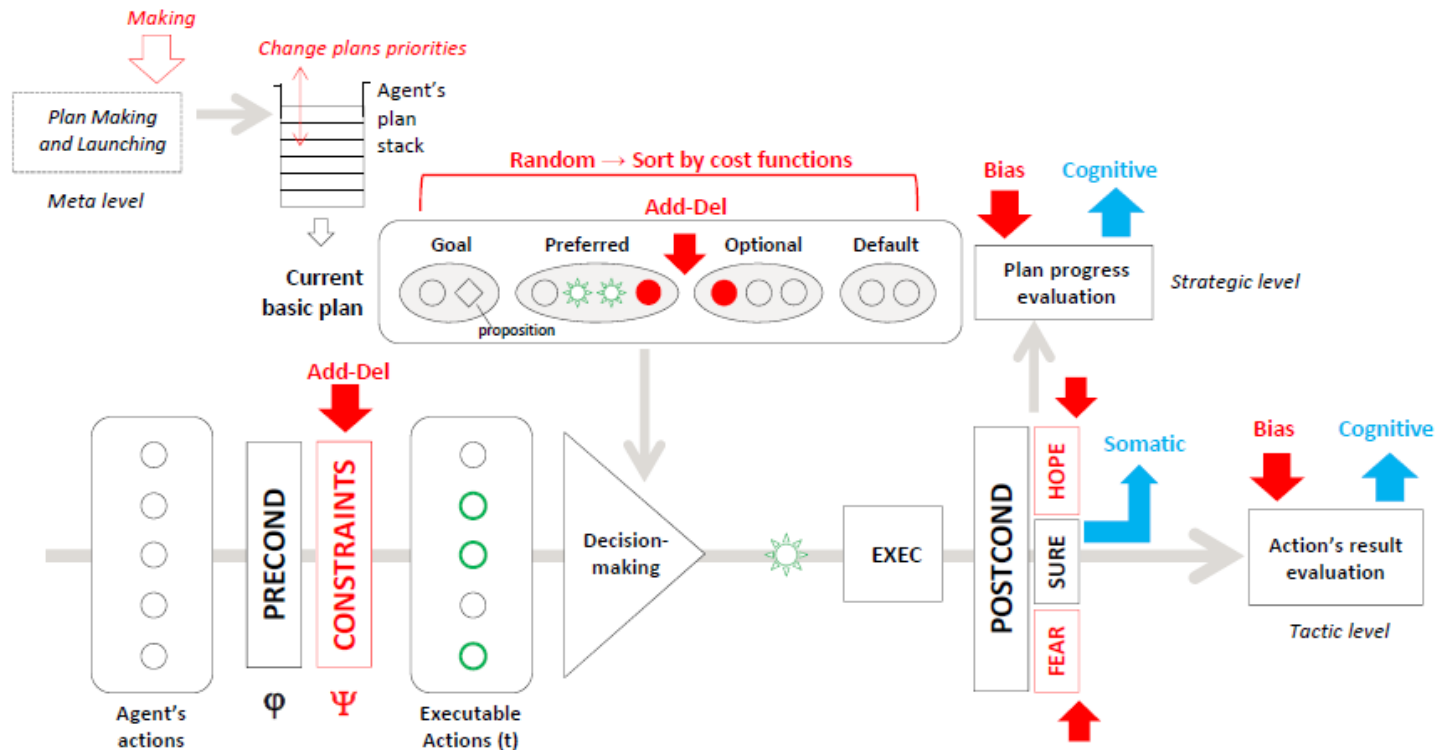 Making
Change plans priorities
Plan Making
and Launching
Meta level
Agent's
plan
stack
Random → Sort by cost functions
Add-Del
Bias
Cognitive
Goal
Preferred
Optional
Default
Current
basic plan
proposition
Plan progress
evaluation
Strategic level
Add-Del
PRECOND
CONSTRAINTS
φ
Ψ
Agent's
actions
Executable
Actions (t)
Decision-
making
EXEC
POSTCOND
HOPE
SURE
FEAR
Somatic
Bias
Cognitive
Action's result
evaluation
Tactic level